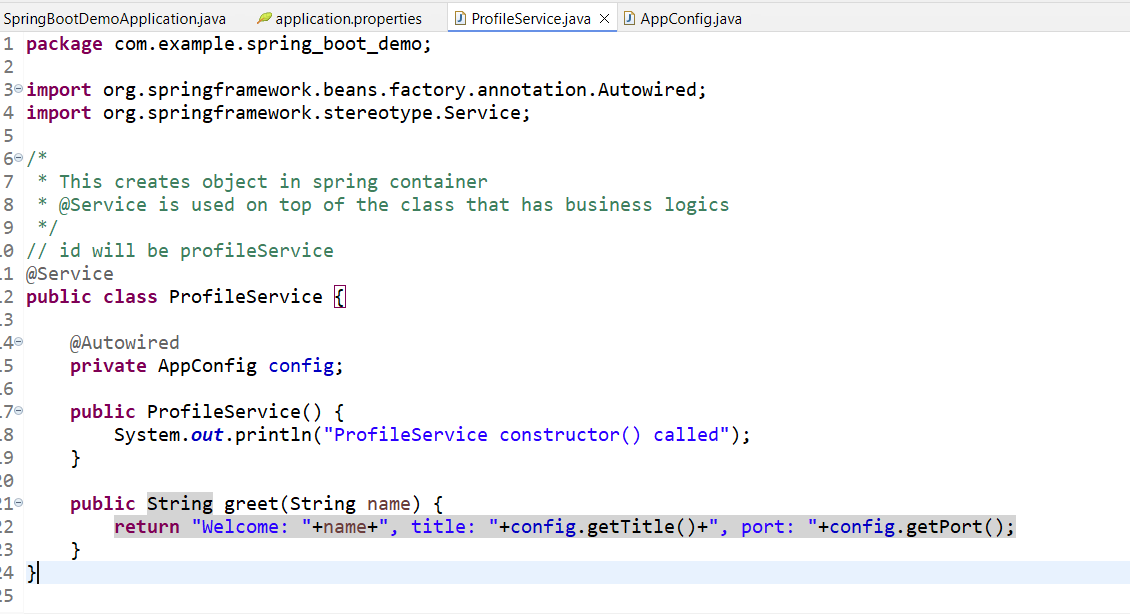 SpringBootDemoApplication.java application.properties ProfileService.java AppConfig.java
1 package com.example.spring_boot_demo;
2
3 import org.springframework.beans.factory.annotation.Autowired;
4 import org.springframework.stereotype.Service;
5
6 /*
7  * This creates object in spring container
8  * @Service is used on top of the class that has business logics
9  */
0 // id will be profileService
1 @Service
2 public class ProfileService {
3
4     @Autowired
5     private AppConfig config;
6
7     public ProfileService() {
8         System.out.println("ProfileService constructor() called");
9     }
0
1     public String greet(String name) {
2         return "Welcome: "+name+", title: "+config.getTitle()+", port: "+config.getPort();
3     }
4 }
5